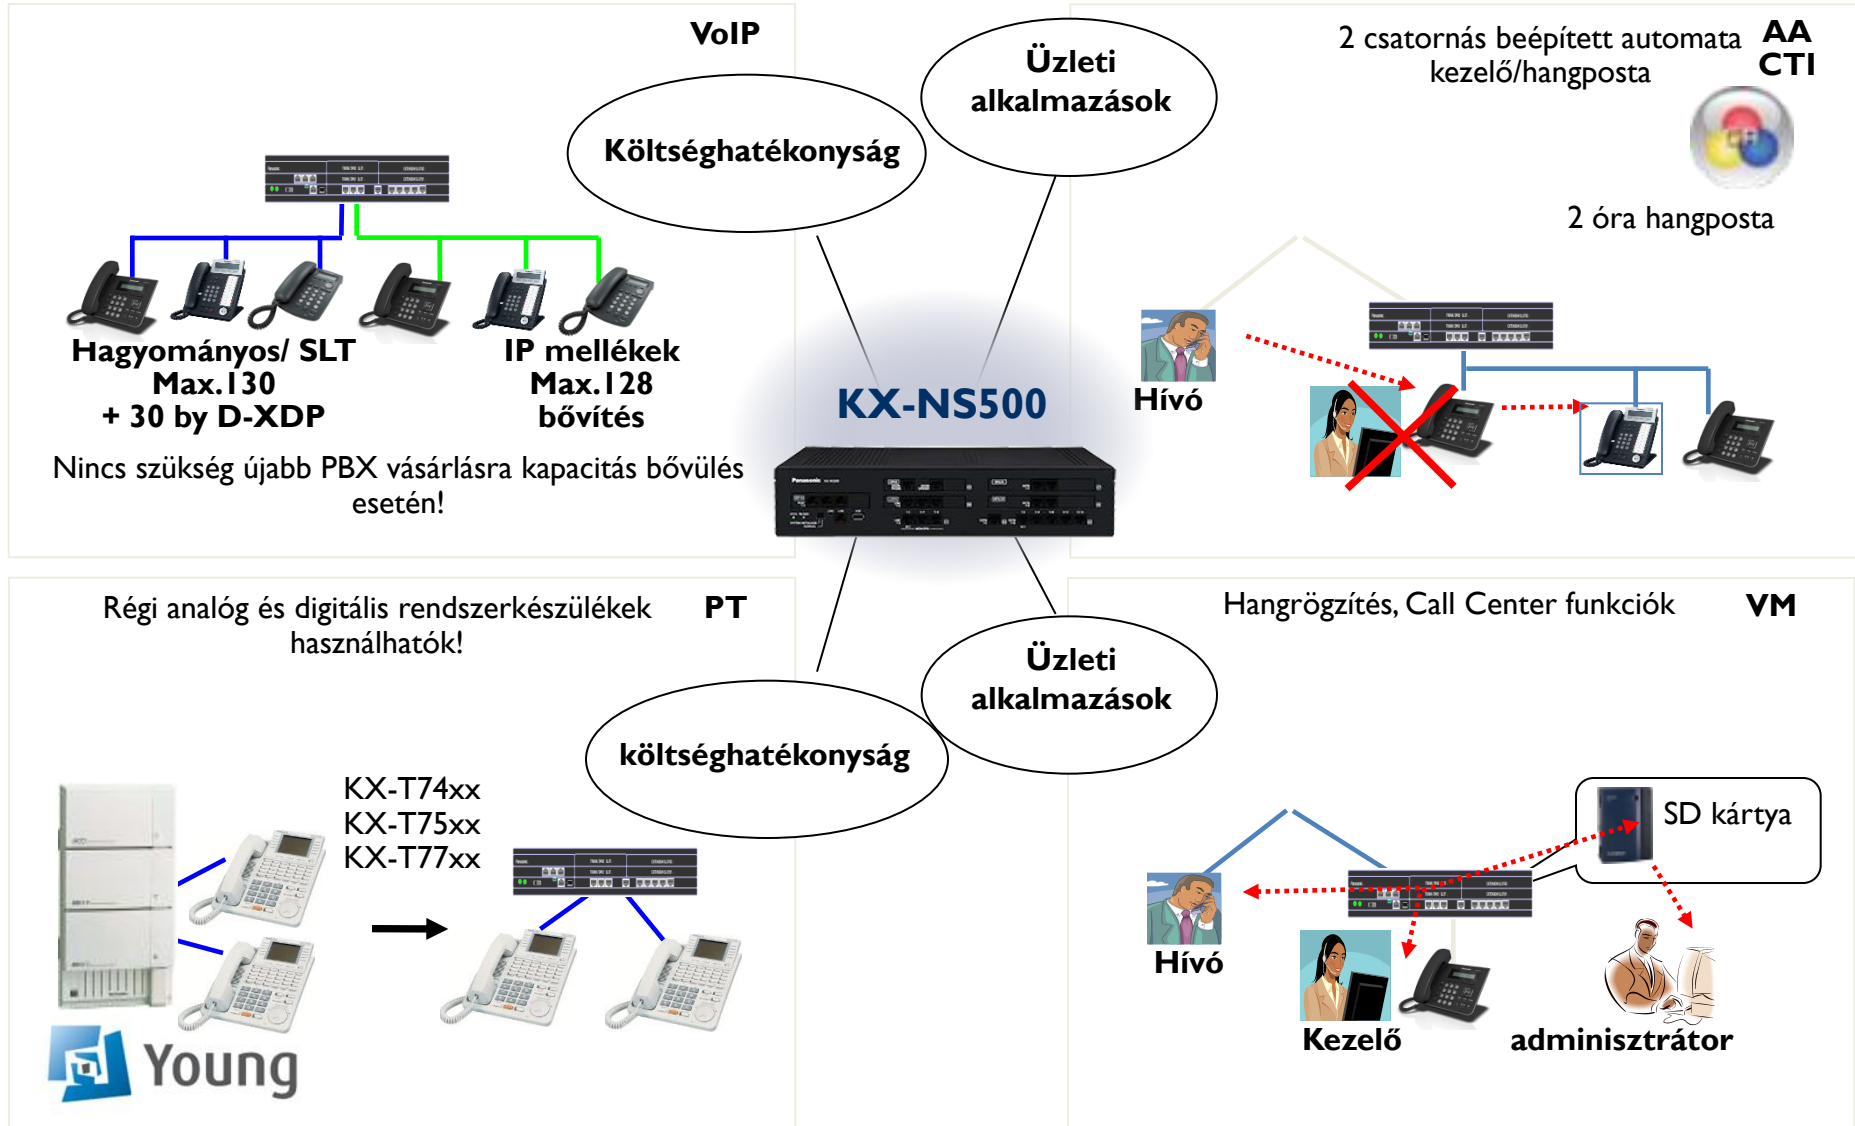 VoIP
Költséghatékonyság
Üzleti
alkalmazások
2 csatornás beépített automata
kezelő/hangposta
AA
CTI
2 óra hangposta
Hagyományos/ SLT
Max.130
+ 30 by D-XDP
IP mellékek
Max.128
bővítés
Nincs szükség újabb PBX vásárlásra kapacitás bővülés
esetén!
KX-NS500
Panasonic
Hívó
Régi analóg és digitális rendszerkészülékek
használhatók!
PT
költséghatékonyság
Üzleti
alkalmazások
Hangrögzítés, Call Center funkciók
VM
KX-T74xx
KX-T75xx
KX-T77xx
Young
SD kártya
Hívó
Kezelő
adminisztrátor